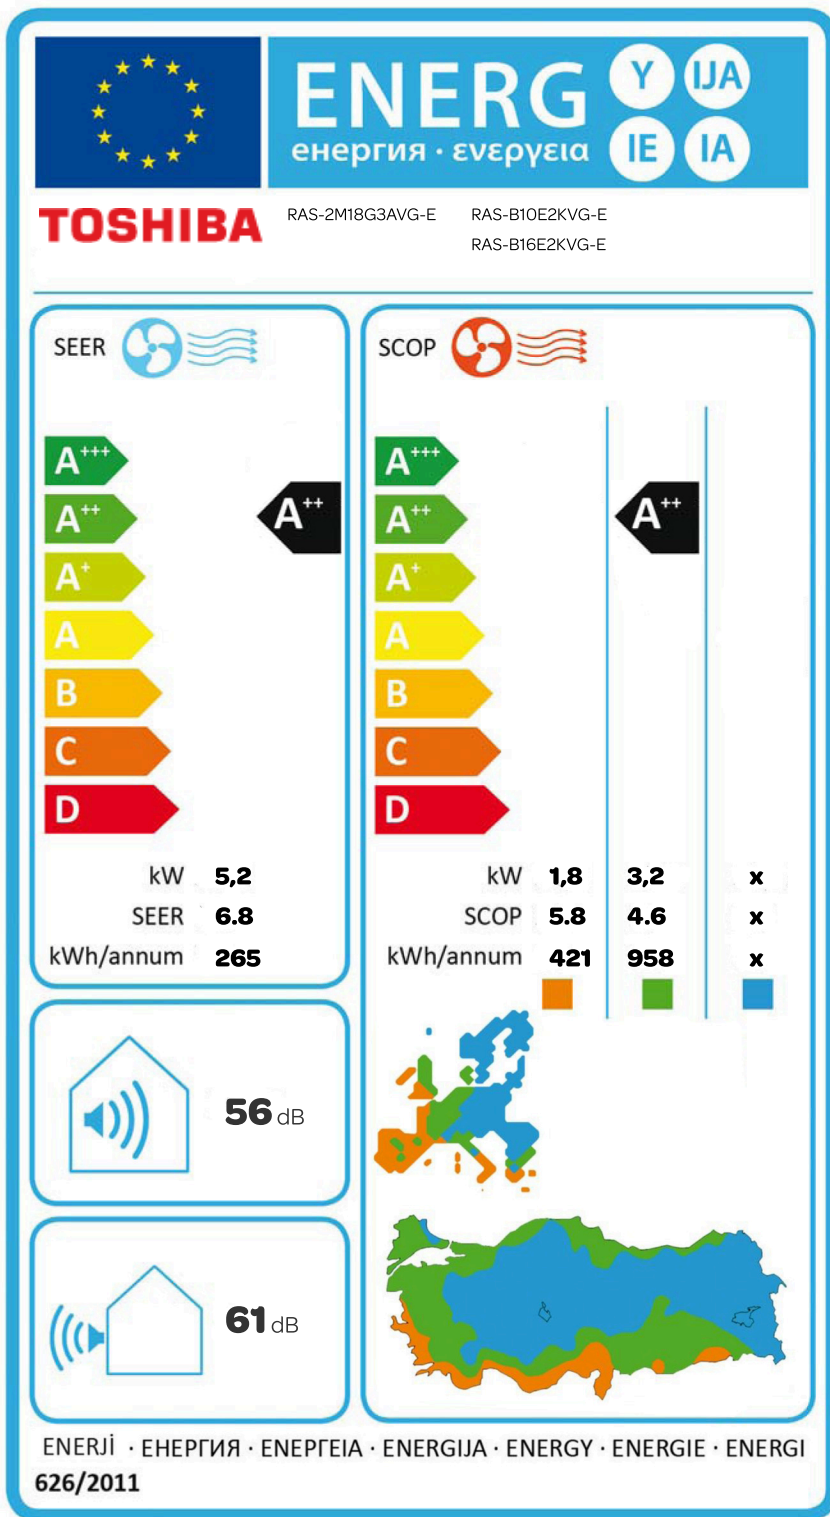 ENERG
енергия · ενεργεια
Y IJA
IE IA
TOSHIBA
RAS-2M18G3AVG-E RAS-B10E2KVG-E
RAS-B16E2KVG-E
SEER
A+++
A++
A++
A+
A
B
C
D
kW 5,2
SEER 6.8
kWh/annum 265
SCOP
A+++
A++
A++
A+
A
B
C
D
kW 1,8 3,2 x
SCOP 5.8 4.6 x
kWh/annum 421 958 x
56 dB
61 dB
ENERJİ · ЕНЕРГИЯ · ΕΝΕΡΓΕΙΑ · ENERGIJA · ENERGY · ENERGIE · ENERGI
626/2011